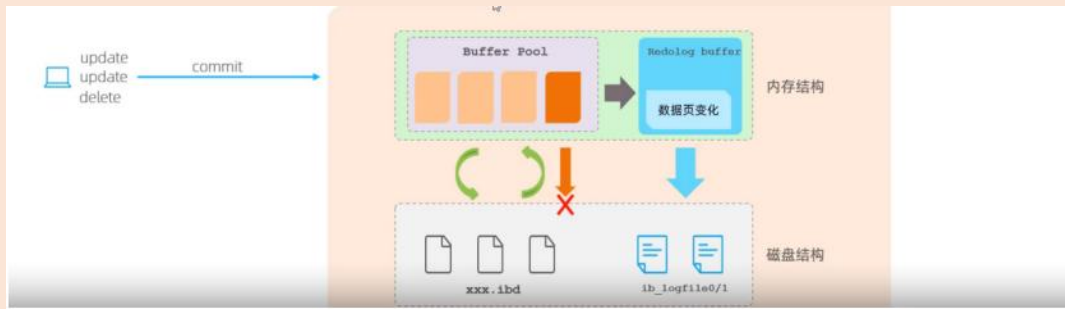 update
update
delete
commit
Buffer Pool
Redolog buffer
数据页变化
内存结构
xxx.ibd
ib_logfile0/1
磁盘结构